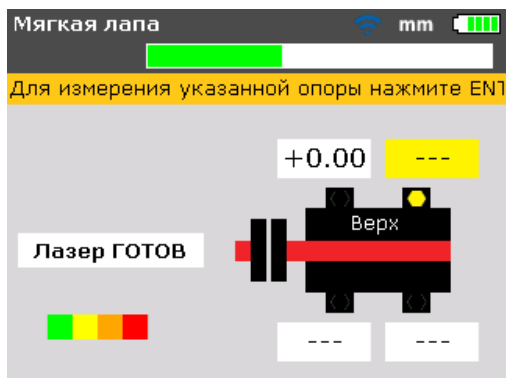 Мягкая лапа mm
Для измерения указанной опоры нажмите ENT
+0.00 ---
Верх
Лазер ГОТОВ
--- ---